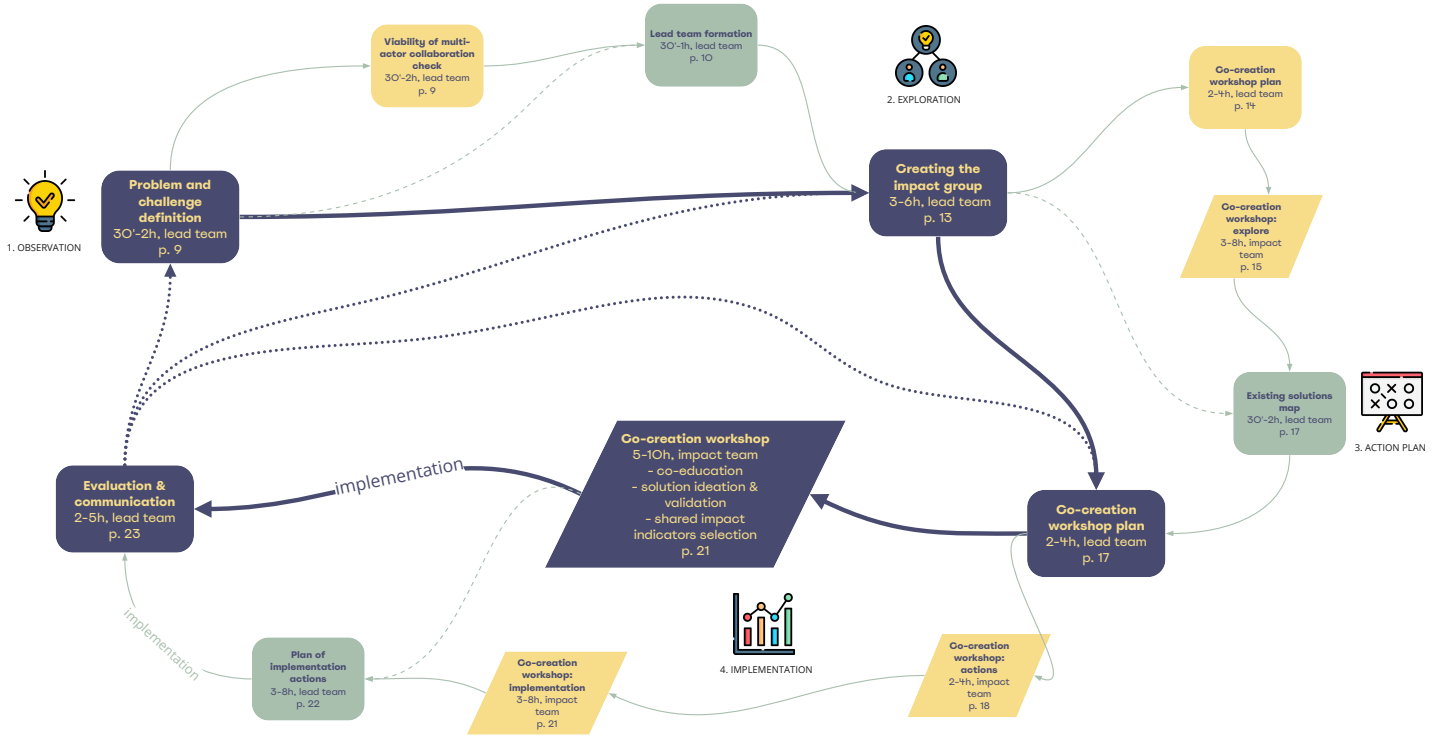 Viability of multi-
actor collaboration
check
30'-2h, lead team
p. 9
Lead team formation
30'-1h, lead team
p. 10
2. EXPLORATION
Co-creation
workshop plan
2-4h, lead team
p. 14
1. OBSERVATION
Problem and
challenge
definition
30'-2h, lead team
p. 9
Creating the
impact group
3-6h, lead team
p. 13
Co-creation
workshop:
explore
3-8h, impact
team
p. 15
Existing solutions
map
30'-2h, lead team
p. 17
3. ACTION PLAN
Evaluation &
communication
2-5h, lead team
p. 23
implementation
Co-creation workshop
5-10h, impact team
- co-education
- solution ideation &
validation
- shared impact
indicators selection
p. 21
Co-creation
workshop plan
2-4h, lead team
p. 17
implementation
Plan of
implementation
actions
3-8h, lead team
p. 22
Co-creation
workshop:
implementation
3-8h, impact
team
p. 21
4. IMPLEMENTATION
Co-creation
workshop:
actions
2-4h, impact
team
p. 18